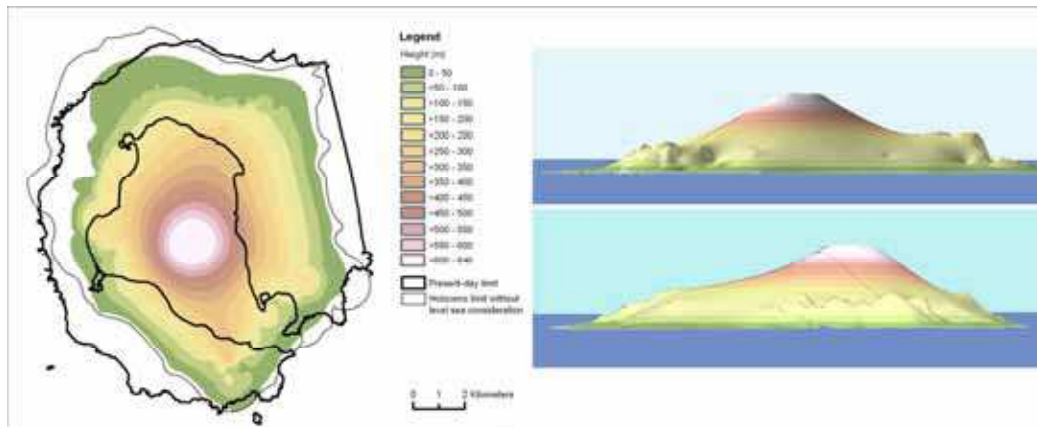 Legend
Height (m)
0 - 50
>50 - 100
>100 - 150
>150 - 200
>200 - 250
>250 - 300
>300 - 350
>350 - 400
>400 - 450
>450 - 500
>500 - 550
>550 - 600
>600 - 640
Present-day limit
Holocene limit without
level sea consideration
0 1 2 Kilometers